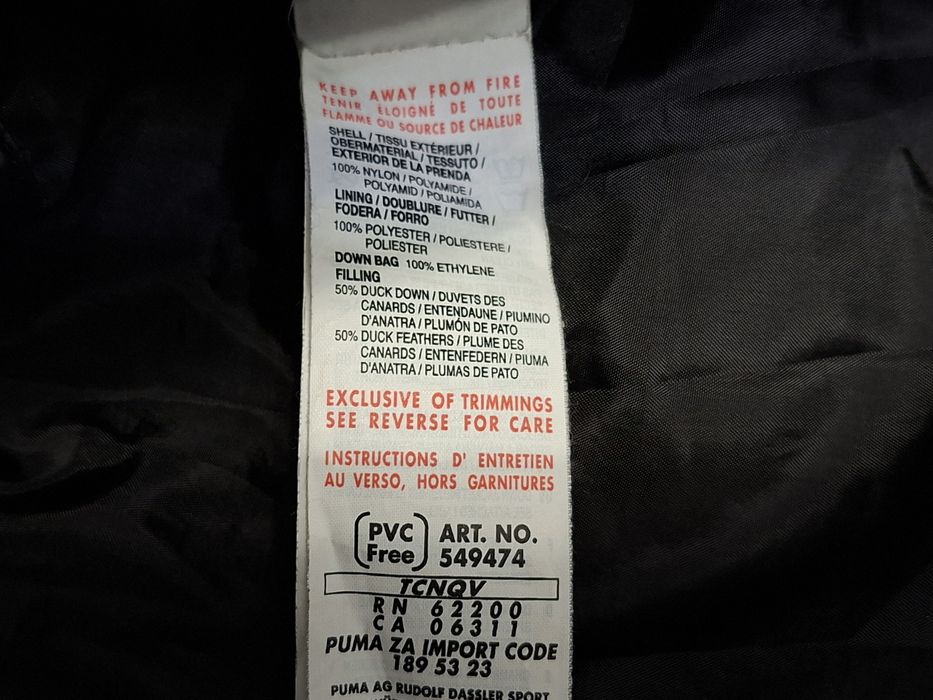 KEEP AWAY FROM FIRE
TENIR ÉLOIGNÉ DE TOUTE
FLAMME OU SOURCE DE CHALEUR
SHELL / TISSU EXTÉRIEUR /
OBERMATERIAL / TESSUTO /
EXTERIOR DE LA PRENDA
100% NYLON / POLYAMIDE /
POLYAMID / POLIAMIDA
LINING / DOUBLURE / FUTTER /
FODERA / FORRO
100% POLYESTER / POLIESTERE /
POLIESTER
DOWN BAG 100% ETHYLENE
FILLING
50% DUCK DOWN / DUVETS DES
CANARDS / ENTENDAUNE / PIUMINO
D'ANATRA / PLUMÓN DE PATO
50% DUCK FEATHERS / PLUME DES
CANARDS / ENTENFEDERN / PIUMA
D'ANATRA / PLUMAS DE PATO
EXCLUSIVE OF TRIMMINGS
SEE REVERSE FOR CARE
INSTRUCTIONS D' ENTRETIEN
AU VERSO, HORS GARNITURES
(PVC Free) ART. NO. 549474
TCNQV
RN 62200
CA 06311
PUMA ZA IMPORT CODE
189 53 23
PUMA AG RUDOLF DASSLER SPORT